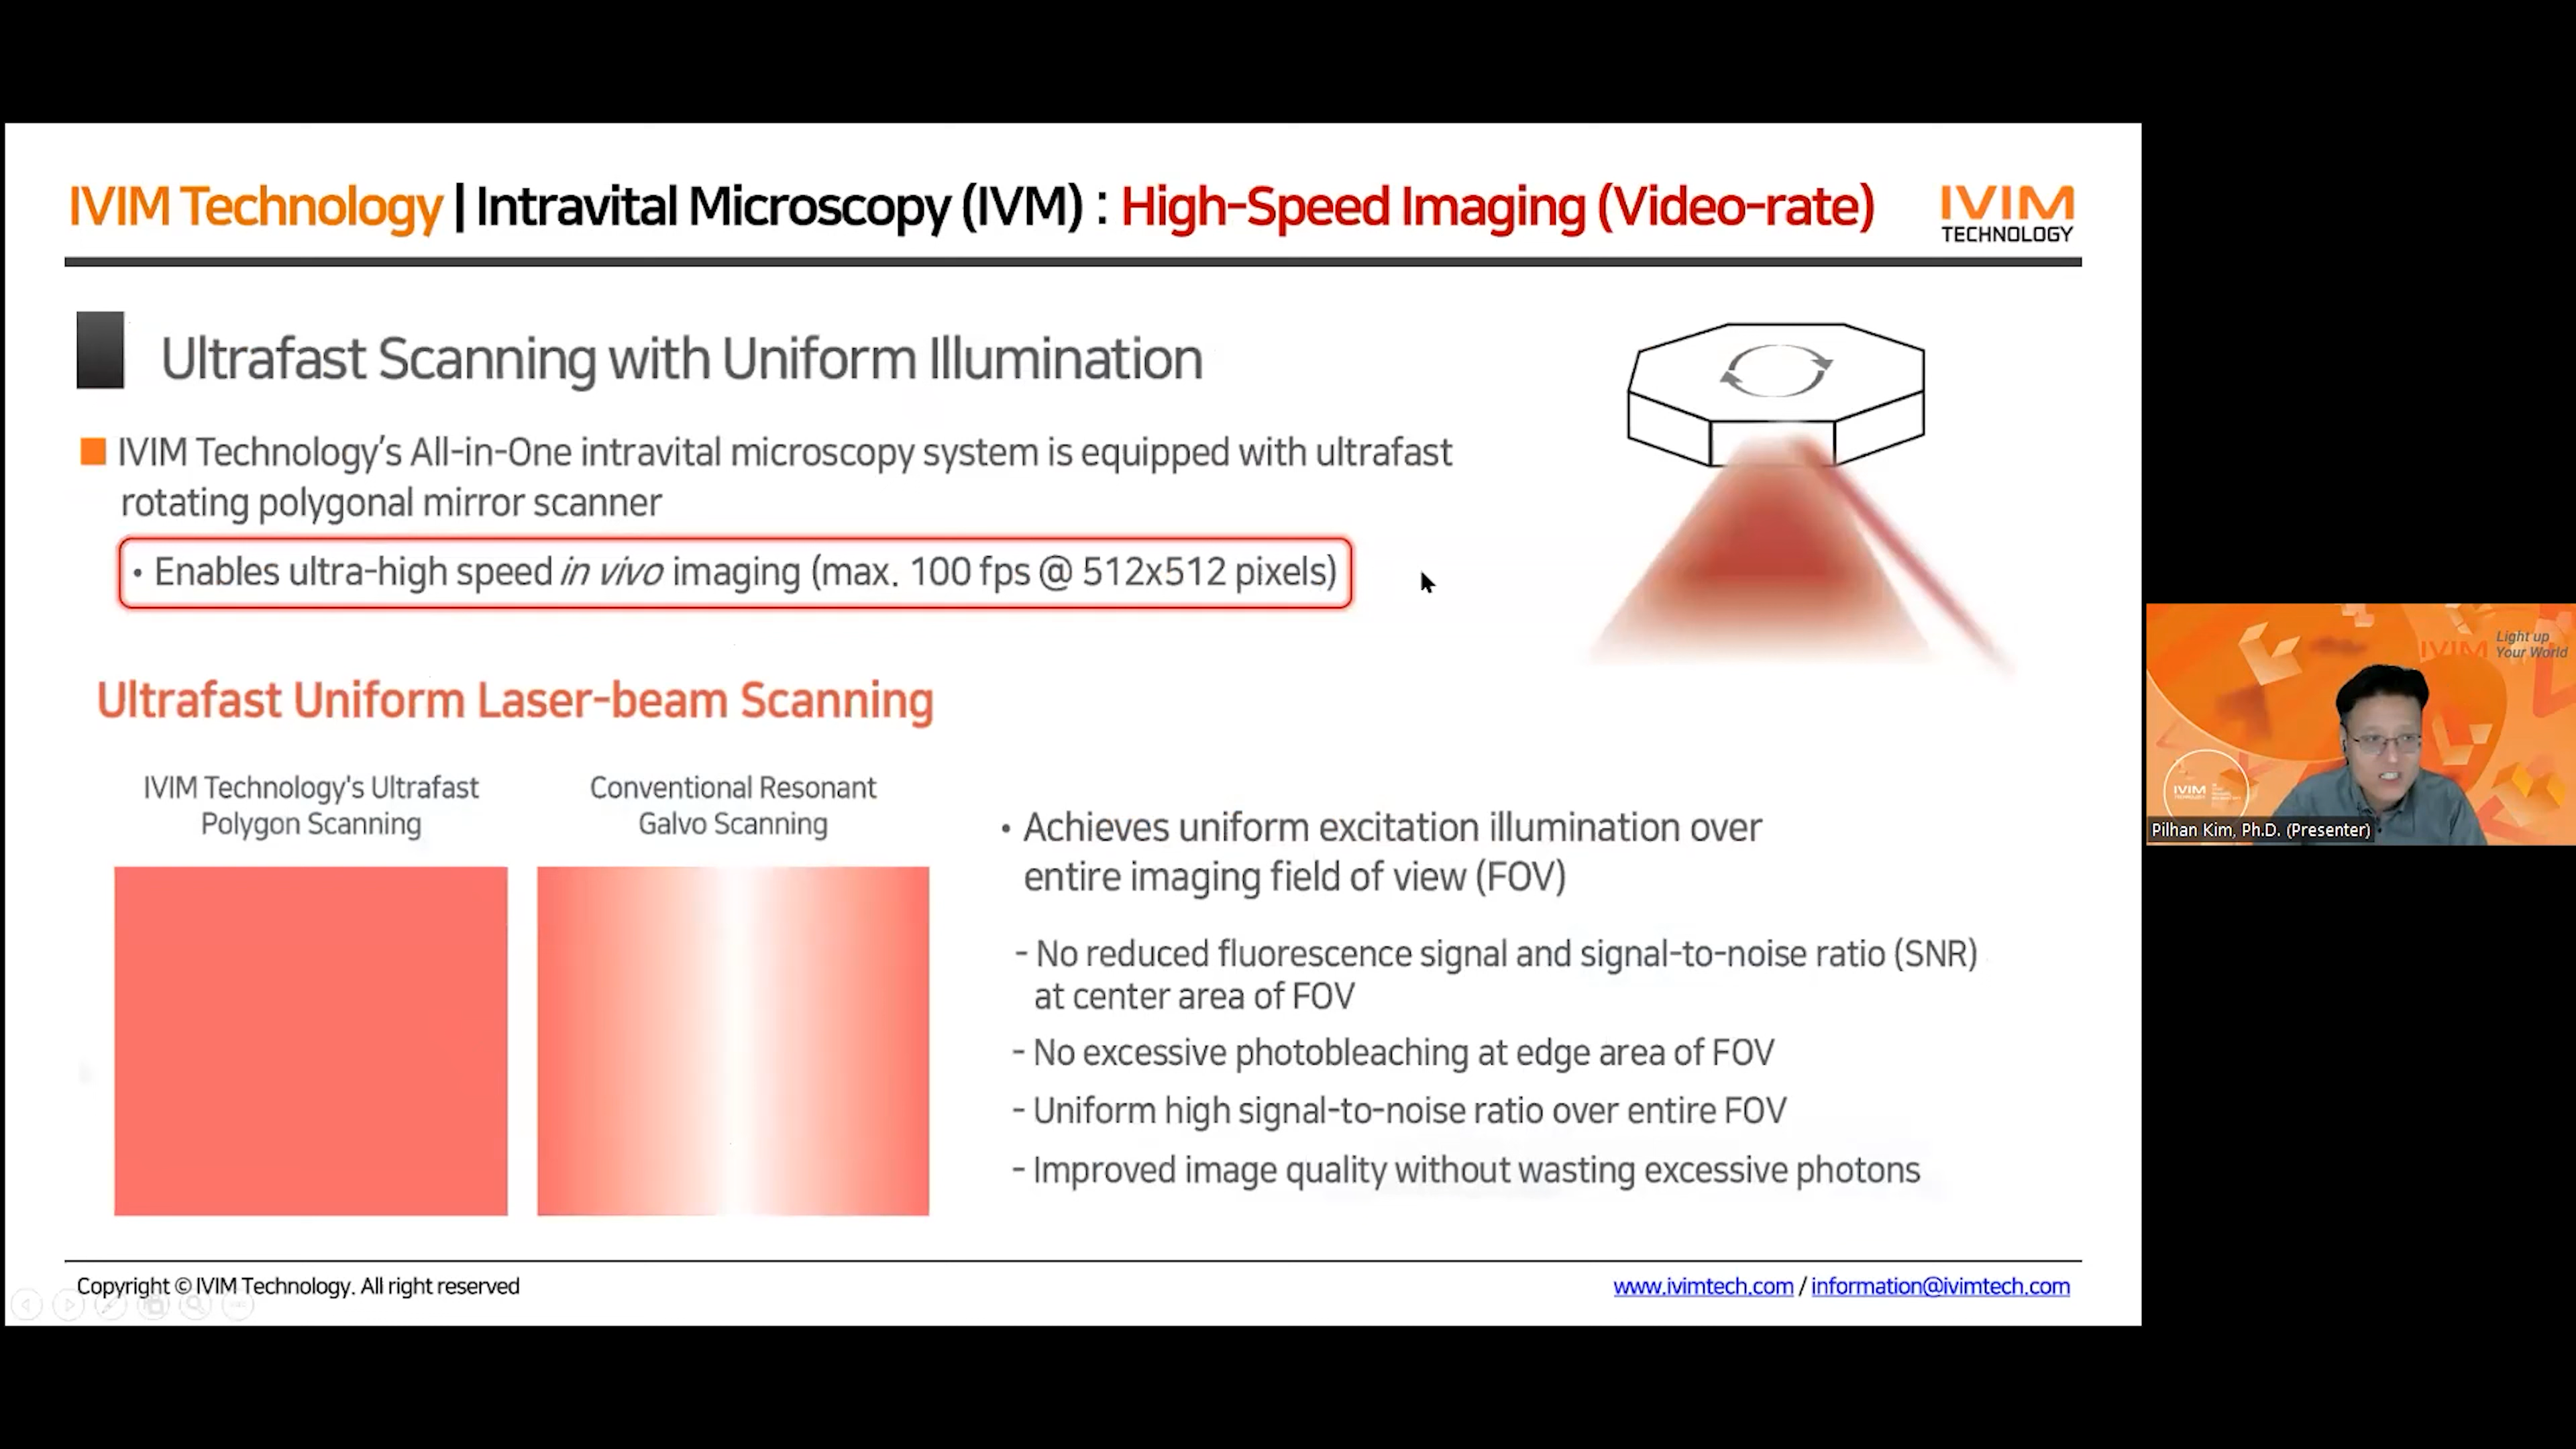 IVIM Technology | Intravital Microscopy (IVM) : High-Speed Imaging (Video-rate)
IVIM
TECHNOLOGY
Ultrafast Scanning with Uniform Illumination
IVIM Technology's All-in-One intravital microscopy system is equipped with ultrafast
rotating polygonal mirror scanner
• Enables ultra-high speed in vivo imaging (max. 100 fps @ 512x512 pixels)
Ultrafast Uniform Laser-beam Scanning
IVIM Technology's Ultrafast
Polygon Scanning
Conventional Resonant
Galvo Scanning
• Achieves uniform excitation illumination over
entire imaging field of view (FOV)
- No reduced fluorescence signal and signal-to-noise ratio (SNR)
at center area of FOV
- No excessive photobleaching at edge area of FOV
- Uniform high signal-to-noise ratio over entire FOV
- Improved image quality without wasting excessive photons
Copyright © IVIM Technology. All right reserved
www.ivimtech.com / information@ivimtech.com
IVIM
Light up
Your World
IVIM
Pilhan Kim, Ph.D. (Presenter)